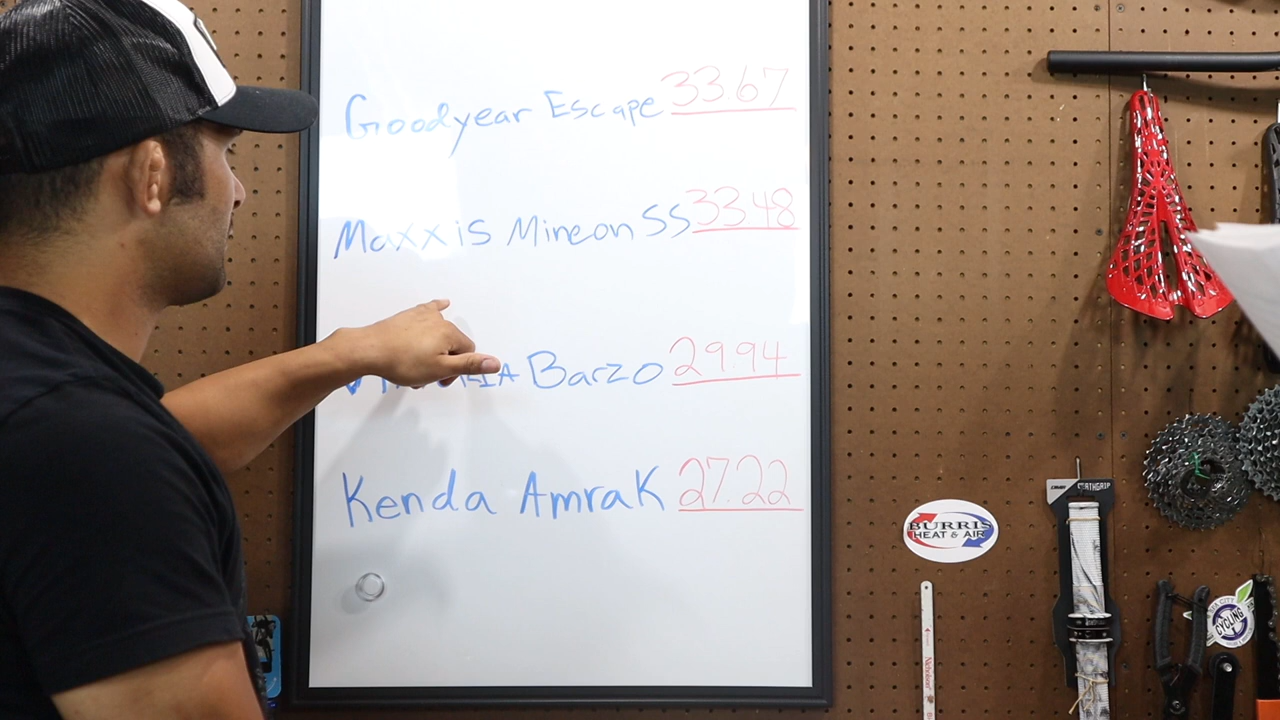 Goodyear Escape 33.67
Maxxis Mineon SS 33.48
Barzo 29.94
Kenda Amrak 27.22
BURRIS
HEAT & AIR
CYCLING